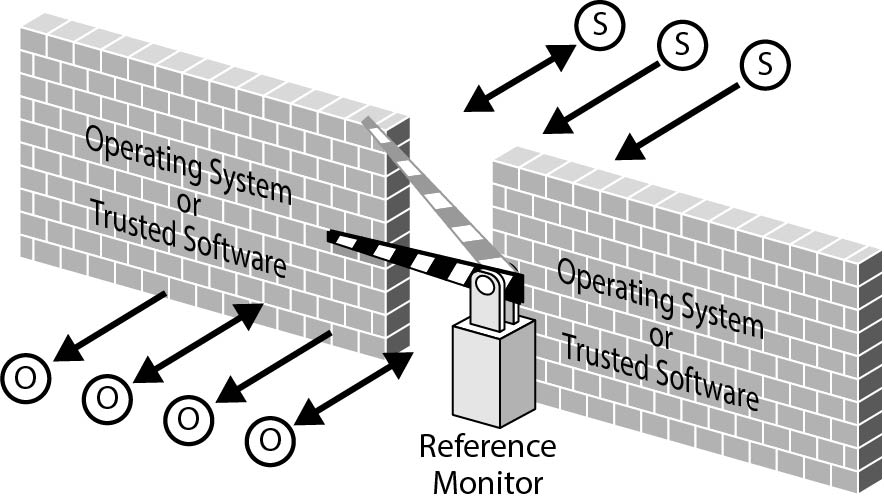 S
S
S
Operating System
or
Trusted Software
Operating System
or
Trusted Software
O
O
O
O
Reference
Monitor